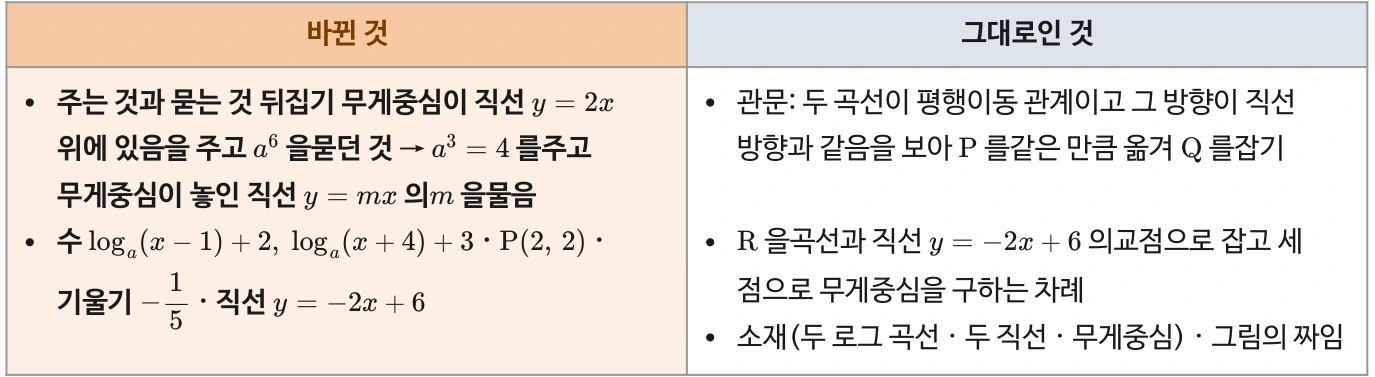 바뀐 것
• 주는 것과 묻는 것 뒤집기 무게중심이 직선 y = 2x
위에 있음을 주고 a⁶ 을묻던 것 → a³ = 4 를주고
무게중심이 놓인 직선 y = mx 의m 을물음
• 수 logₐ(x − 1) + 2, logₐ(x + 4) + 3 · P(2, 2) ·
기울기 −1/5 · 직선 y = −2x + 6
그대로인 것
• 관문: 두 곡선이 평행이동 관계이고 그 방향이 직선
방향과 같음을 보아 P 를같은 만큼 옮겨 Q 를잡기
• R 을곡선과 직선 y = −2x + 6 의교점으로 잡고 세
점으로 무게중심을 구하는 차례
• 소재(두 로그 곡선 · 두 직선 · 무게중심) · 그림의 짜임